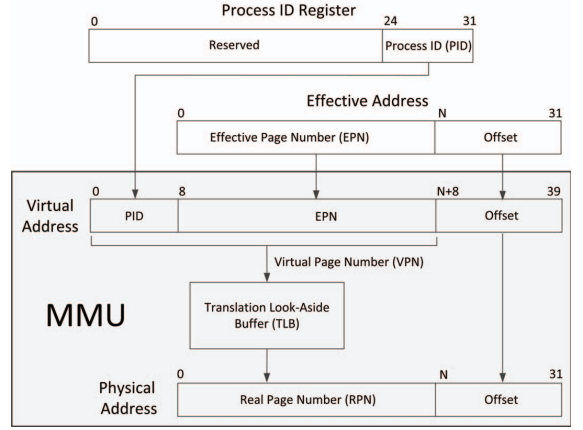 Process ID Register
0 24 31
Reserved Process ID (PID)
Effective Address
0 N 31
Effective Page Number (EPN) Offset
0 8 N+8 39
Virtual
Address
PID EPN Offset
Virtual Page Number (VPN)
MMU
Translation Look-Aside
Buffer (TLB)
0 N 31
Physical
Address
Real Page Number (RPN) Offset